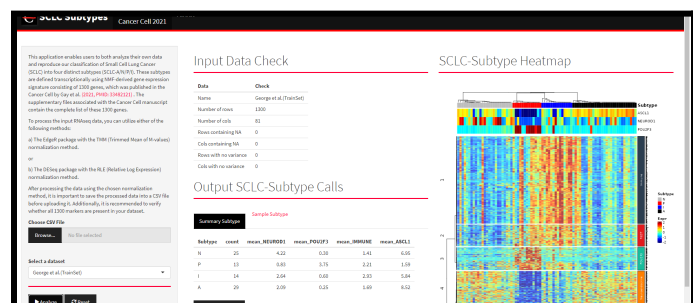 SCLC Subtypes
Cancer Cell 2021
This application enables users to both analyze their own data
and reproduce our classification of Small Cell Lung Cancer
(SCLC) into four distinct subtypes (SCLC-A/N/P/I). These subtypes
are defined transcriptionally using NMF-derived gene expression
signature consisting of 1300 genes, which was published in the
Cancer Cell by Gay et al. (2021, PMID: 33482121). The
supplementary files associated with the Cancer Cell manuscript
contain the complete list of these 1300 genes.
To process the input RNAseq data, you can utilize either of the
following methods:
a) The EdgeR package with the TMM (Trimmed Mean of M-values)
normalization method.
or
b) The DESeq package with the RLE (Relative Log Expression)
normalization method.
After processing the data using the chosen normalization
method, it is important to save the processed data into a CSV file
before uploading it. Additionally, it is recommended to verify
whether all 1300 markers are present in your dataset.
Choose CSV File
Browse... No file selected
Select a dataset
George et al.(TrainSet)
Analyze Reset
Input Data Check
Data Check
Name George et al.(TrainSet)
Number of rows 1300
Number of cols 81
Rows containing NA 0
Cols containing NA 0
Rows with no variance 0
Cols with no variance 0
Output SCLC-Subtype Calls
Summary Subtype Sample Subtype
Subtype count mean_NEUROD1 mean_POU2F3 mean_IMMUNE mean_ASCL1
N 25 4.22 0.30 1.41 6.95
P 13 0.83 3.75 2.21 1.59
I 14 2.64 0.60 2.93 5.84
A 29 2.09 0.25 1.69 8.52
SCLC-Subtype Heatmap
Subtype
ASCL1
NEUROD1
POU2F3
1
2
3
4
Subtype
Expr